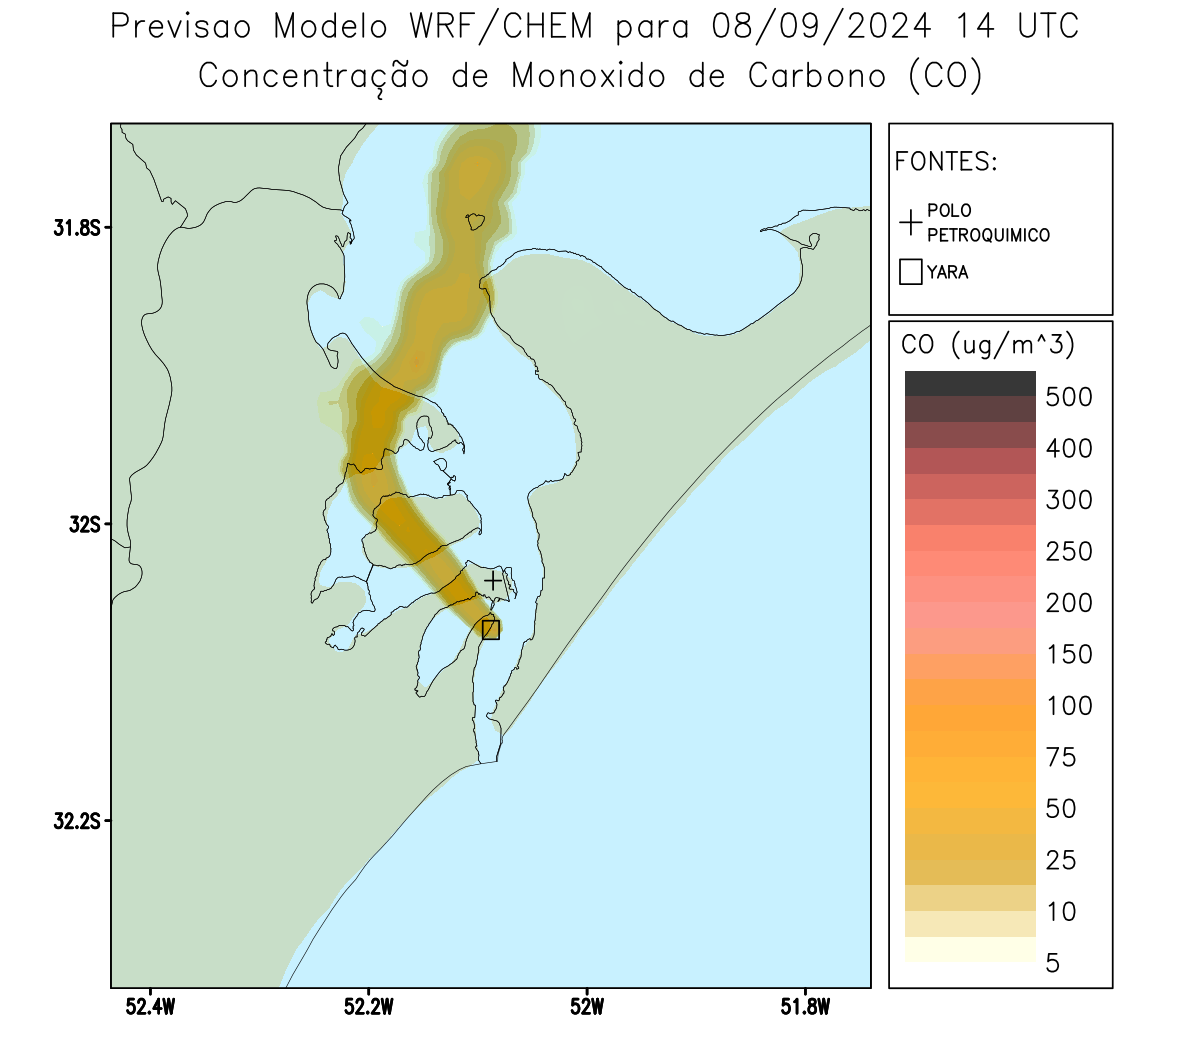 Previsao Modelo WRF/CHEM para 08/09/2024 14 UTC
Concentração de Monoxido de Carbono (CO)
FONTES:
POLO
PETROQUIMICO
YARA
CO (ug/m^3)
500
400
300
250
200
150
100
75
50
25
10
5
31.8S
32S
32.2S
52.4W
52.2W
52W
51.8W